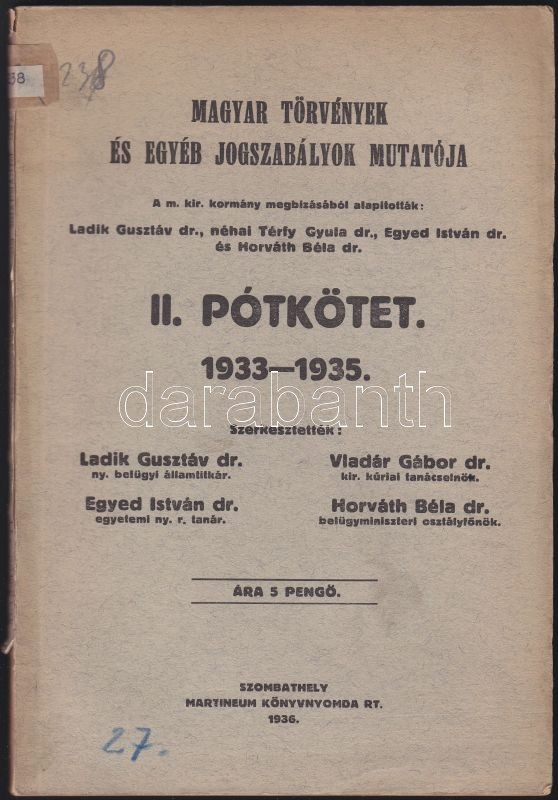 38
238
MAGYAR TÖRVÉNYEK
ÉS EGYÉB JOGSZABÁLYOK MUTATÓJA
A m. kir. kormány megbizásából alapitották:
Ladik Gusztáv dr., néhai Térfy Gyula dr., Egyed István dr.
és Horváth Béla dr.
II. PÓTKÖTET.
1933—1935.
darabanth
Szerkesztették:
Ladik Gusztáv dr.
ny. belügyi államtitkár.
Vladár Gábor dr.
kir. kúriai tanácselnök.
Egyed István dr.
egyetemi ny. r. tanár.
Horváth Béla dr.
belügyminiszteri osztályfőnök.
ÁRA 5 PENGŐ.
SZOMBATHELY
MARTINEUM KÖNYVNYOMDA RT.
1936.
27.